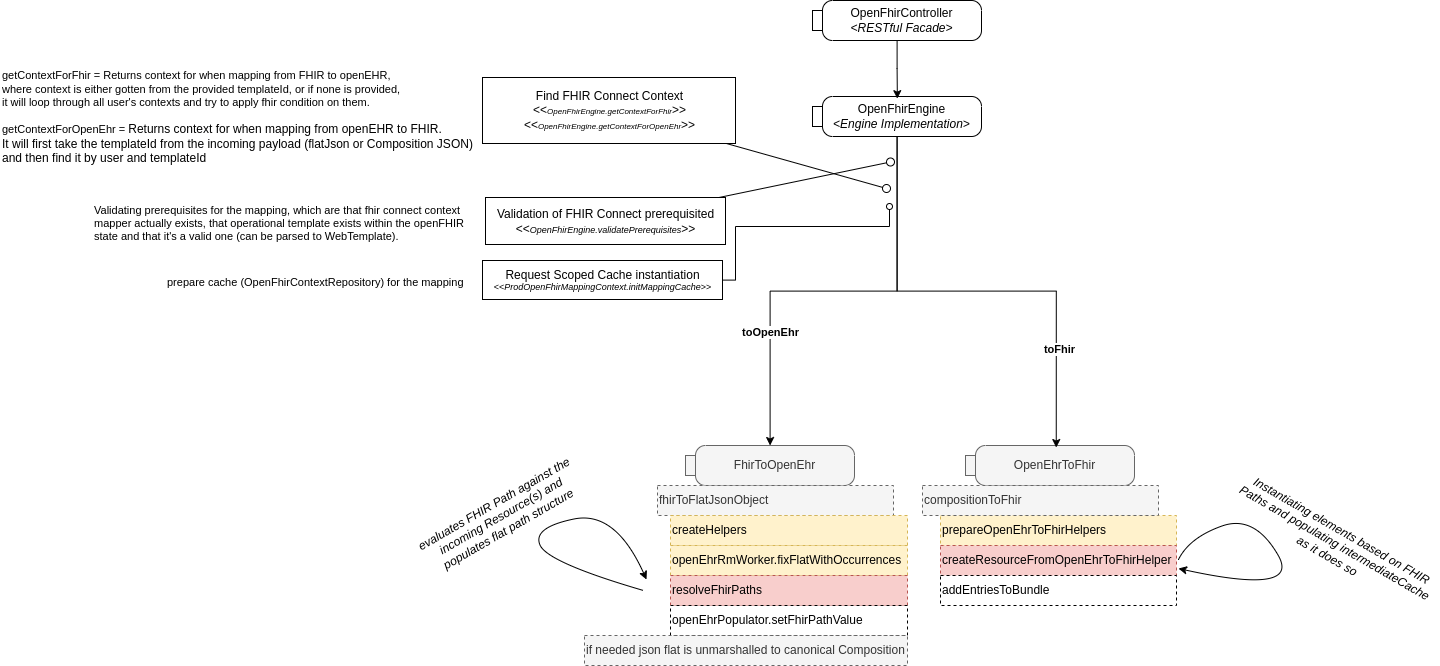 OpenFhirController
<RESTful Facade>
getContextForFhir = Returns context for when mapping from FHIR to openEHR,
where context is either gotten from the provided templateId, or if none is provided,
it will loop through all user's contexts and try to apply fhir condition on them.
getContextForOpenEhr = Returns context for when mapping from openEHR to FHIR.
It will first take the templateId from the incoming payload (flatJson or Composition JSON)
and then find it by user and templateId
Find FHIR Connect Context
<<OpenFhirEngine.getContextForFhir>>
<<OpenFhirEngine.getContextForOpenEhr>>
OpenFhirEngine
<Engine Implementation>
Validating prerequisites for the mapping, which are that fhir connect context
mapper actually exists, that operational template exists within the openFHIR
state and that it's a valid one (can be parsed to WebTemplate).
Validation of FHIR Connect prerequisited
<<OpenFhirEngine.validatePrerequisites>>
prepare cache (OpenFhirContextRepository) for the mapping
Request Scoped Cache instantiation
<<ProdOpenFhirMappingContext.initMappingCache>>
toOpenEhr
toFhir
FhirToOpenEhr
fhirToFlatJsonObject
createHelpers
openEhrRmWorker.fixFlatWithOccurrences
resolveFhirPaths
openEhrPopulator.setFhirPathValue
if needed json flat is unmarshalled to canonical Composition
evaluates FHIR Path against the
incoming Resource(s) and
populates flat path structure
OpenEhrToFhir
compositionToFhir
prepareOpenEhrToFhirHelpers
createResourceFromOpenEhrToFhirHelper
addEntriesToBundle
Instantiating elements based on FHIR
Paths and populating intermediateCache
as it does so